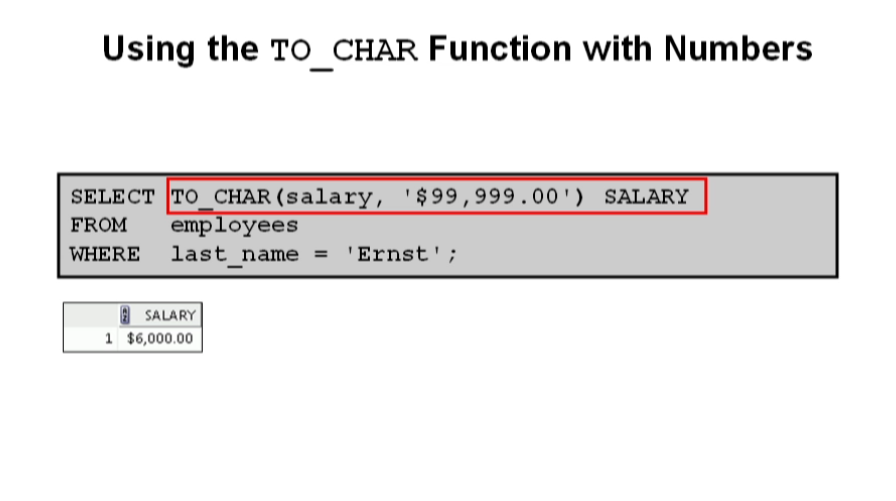 Using the TO_CHAR Function with Numbers
SELECT TO_CHAR(salary, '$99,999.00') SALARY
FROM employees
WHERE last_name = 'Ernst';
SALARY
1 $6,000.00